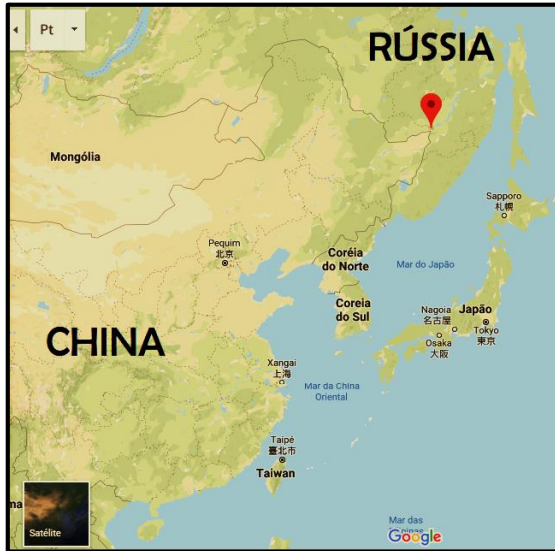 Pt
RÚSSIA
Mongólia
Sapporo
札幌
Pequim
北京
Coréia
do Norte
Mar do Japão
Coreia
do Sul
Nagoia
名古屋
Japão
Tokyo
東京
Osaka
大阪
CHINA
Xangai
上海
Mar da China
Oriental
Taipé
臺北市
Taiwan
Satélite
Mar das
Google